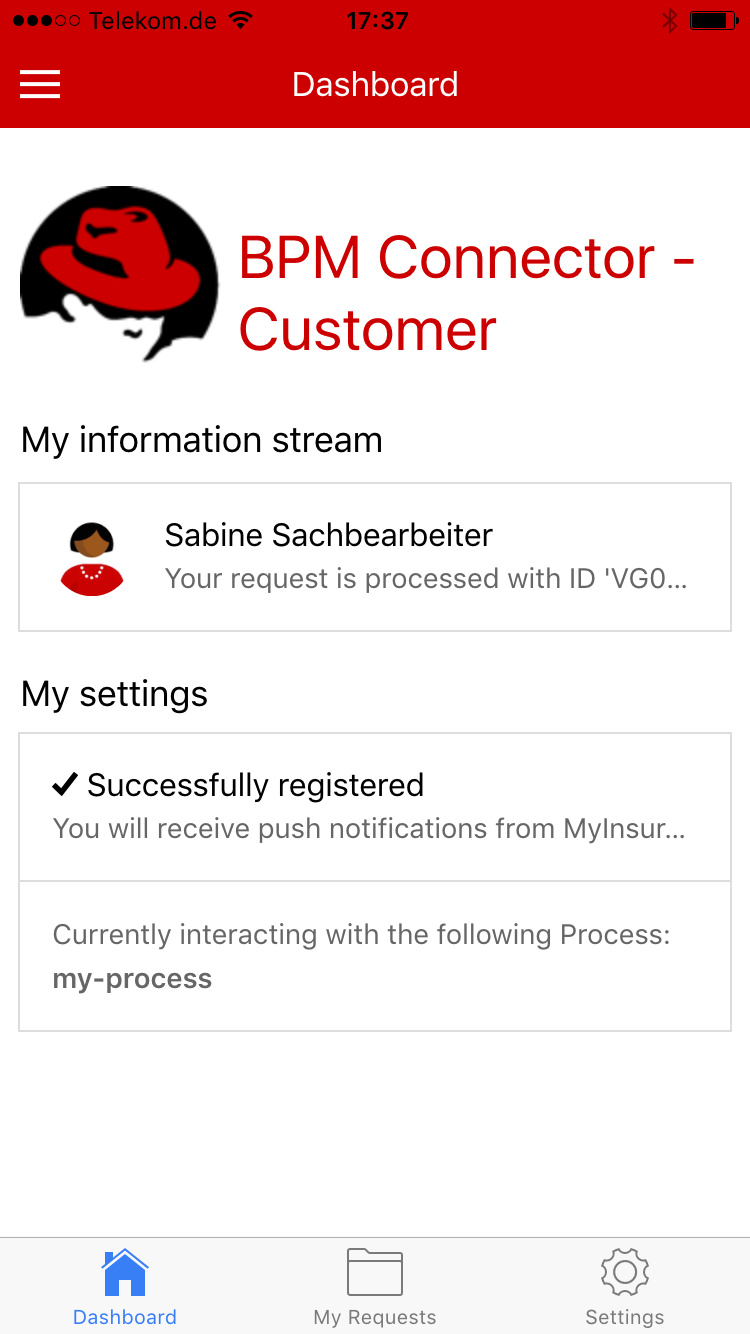 Telekom.de 17:37
Dashboard
BPM Connector -
Customer
My information stream
Sabine Sachbearbeiter
Your request is processed with ID 'VG0...
My settings
Successfully registered
You will receive push notifications from MyInsur...
Currently interacting with the following Process:
my-process
Dashboard My Requests Settings